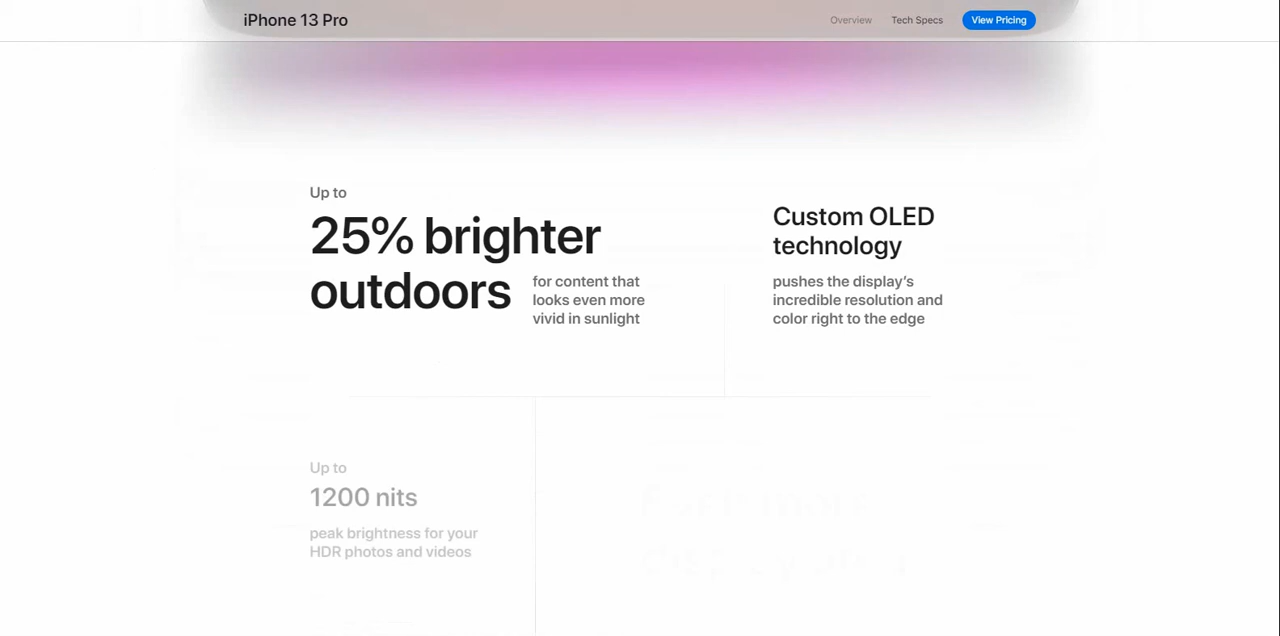 iPhone 13 Pro
Overview
Tech Specs
View Pricing
Up to
25% brighter
outdoors
for content that
looks even more
vivid in sunlight
Custom OLED
technology
pushes the display’s
incredible resolution and
color right to the edge
Up to
1200 nits
peak brightness for your
HDR photos and videos